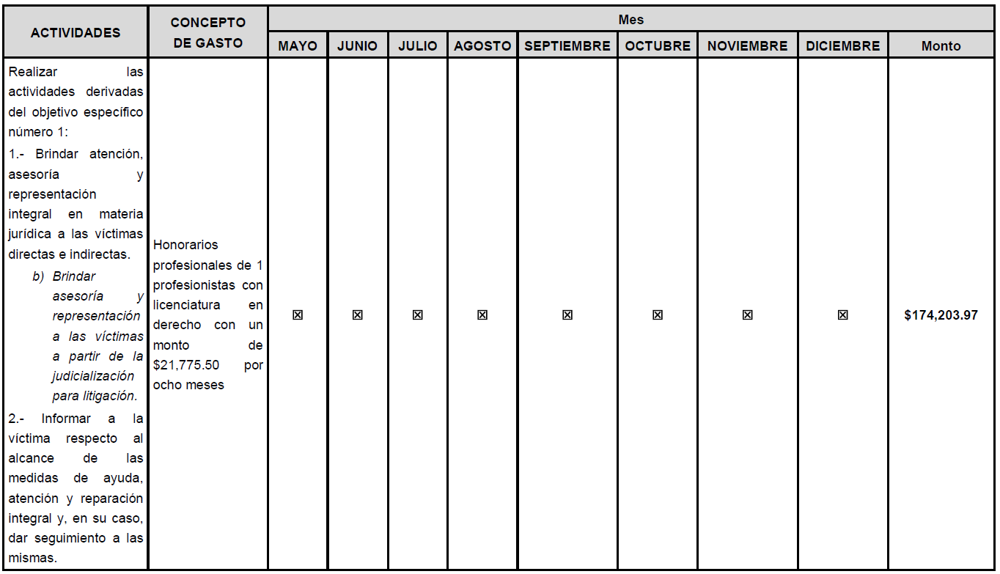 ACTIVIDADES
CONCEPTO
DE GASTO
Mes
MAYO
JUNIO
JULIO
AGOSTO
SEPTIEMBRE
OCTUBRE
NOVIEMBRE
DICIEMBRE
Monto
Realizar las
actividades derivadas
del objetivo específico
número 1:
1.- Brindar atención,
asesoría y
representación
integral en materia
jurídica a las víctimas
directas e indirectas.
b) Brindar
asesoría y
representación
a las víctimas
a partir de la
judicialización
para litigación.
2.- Informar a la
víctima respecto al
alcance de las
medidas de ayuda,
atención y reparación
integral y, en su caso,
dar seguimiento a las
mismas.
Honorarios
profesionales de 1
profesionistas con
licenciatura en
derecho con un
monto de
$21,775.50 por
ocho meses
☒ ☒ ☒ ☒ ☒ ☒ ☒ ☒
$174,203.97